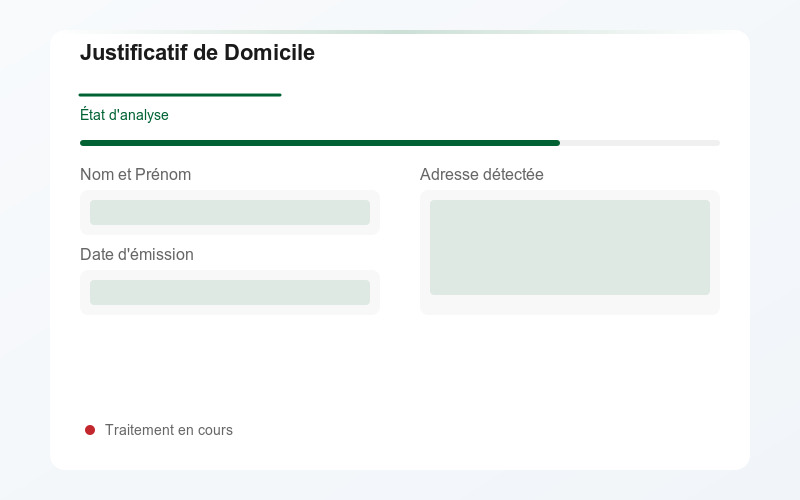 Justificatif de Domicile
État d'analyse
Nom et Prénom
Adresse détectée
Date d'émission
Traitement en cours